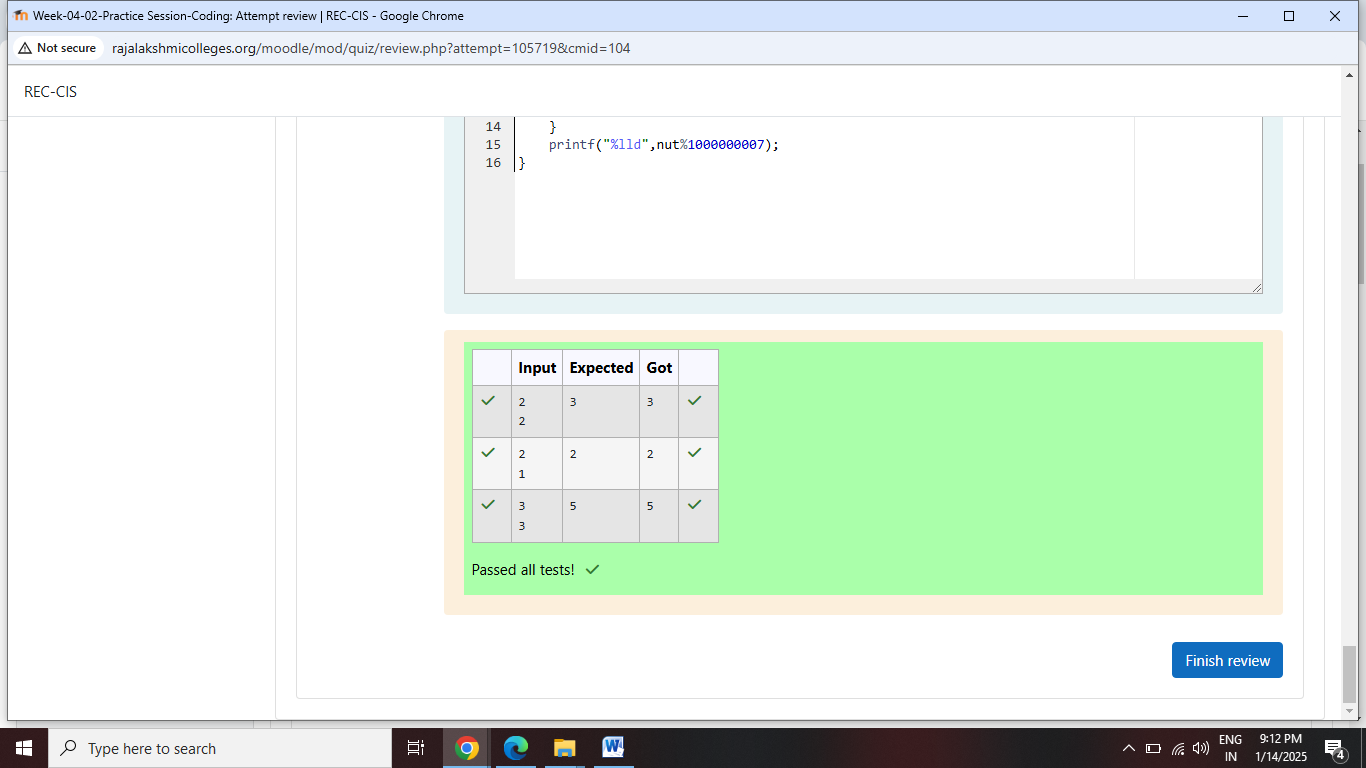 Week-04-02-Practice Session-Coding: Attempt review | REC-CIS - Google Chrome
Not secure rajalakshmicolleges.org/moodle/mod/quiz/review.php?attempt=105719&cmid=104
REC-CIS
14 }
15 printf("%lld",nut%1000000007);
16 }
Input Expected Got
2 3 3
2
2 2 2
1
3 5 5
3
Passed all tests!
Finish review
Type here to search
ENG 9:12 PM
IN 1/14/2025
4